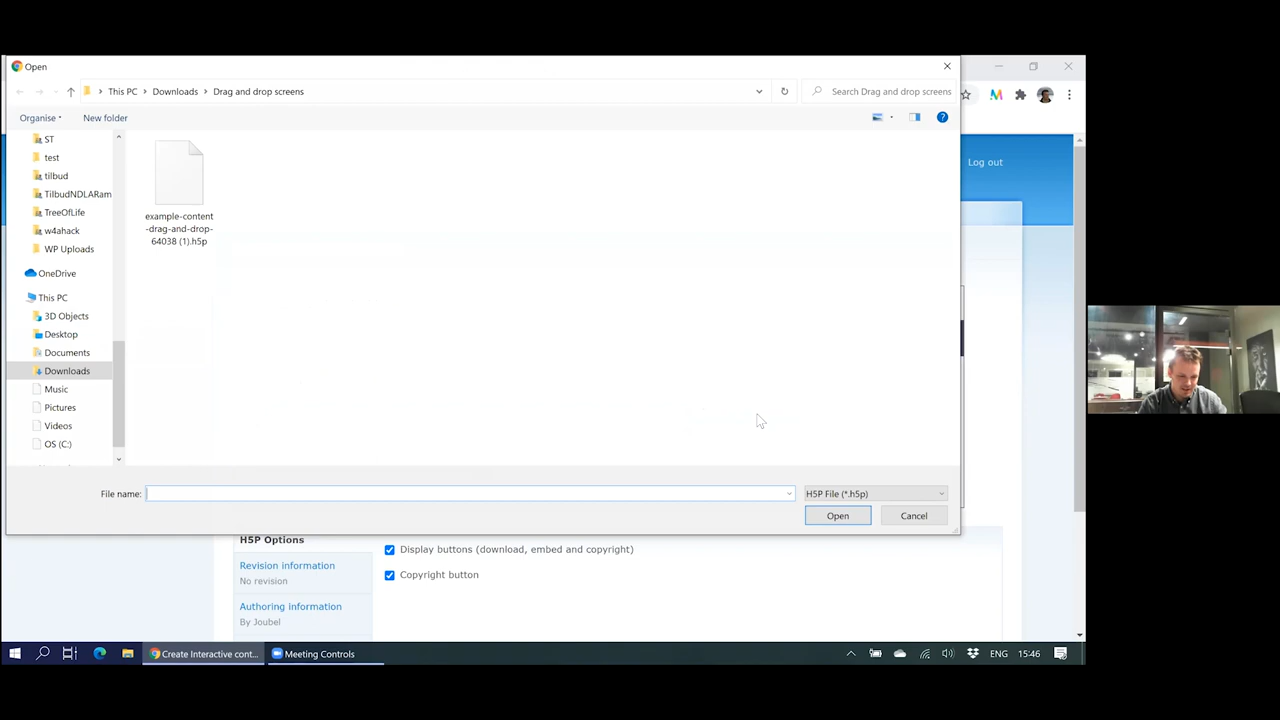 Open
This PC
Downloads
Drag and drop screens
Search Drag and drop screens
Organise
New folder
ST
test
tilbud
TilbudNDLARam
TreeOfLife
w4ahack
WP Uploads
OneDrive
This PC
3D Objects
Desktop
Documents
Downloads
Music
Pictures
Videos
OS (C:)
example-content
-drag-and-drop-
64038 (1).h5p
Log out
File name:
H5P File (*.h5p)
Open
Cancel
H5P Options
Display buttons (download, embed and copyright)
Revision information
No revision
Copyright button
Authoring information
By Joubel
Create Interactive cont...
Meeting Controls
ENG
15:46